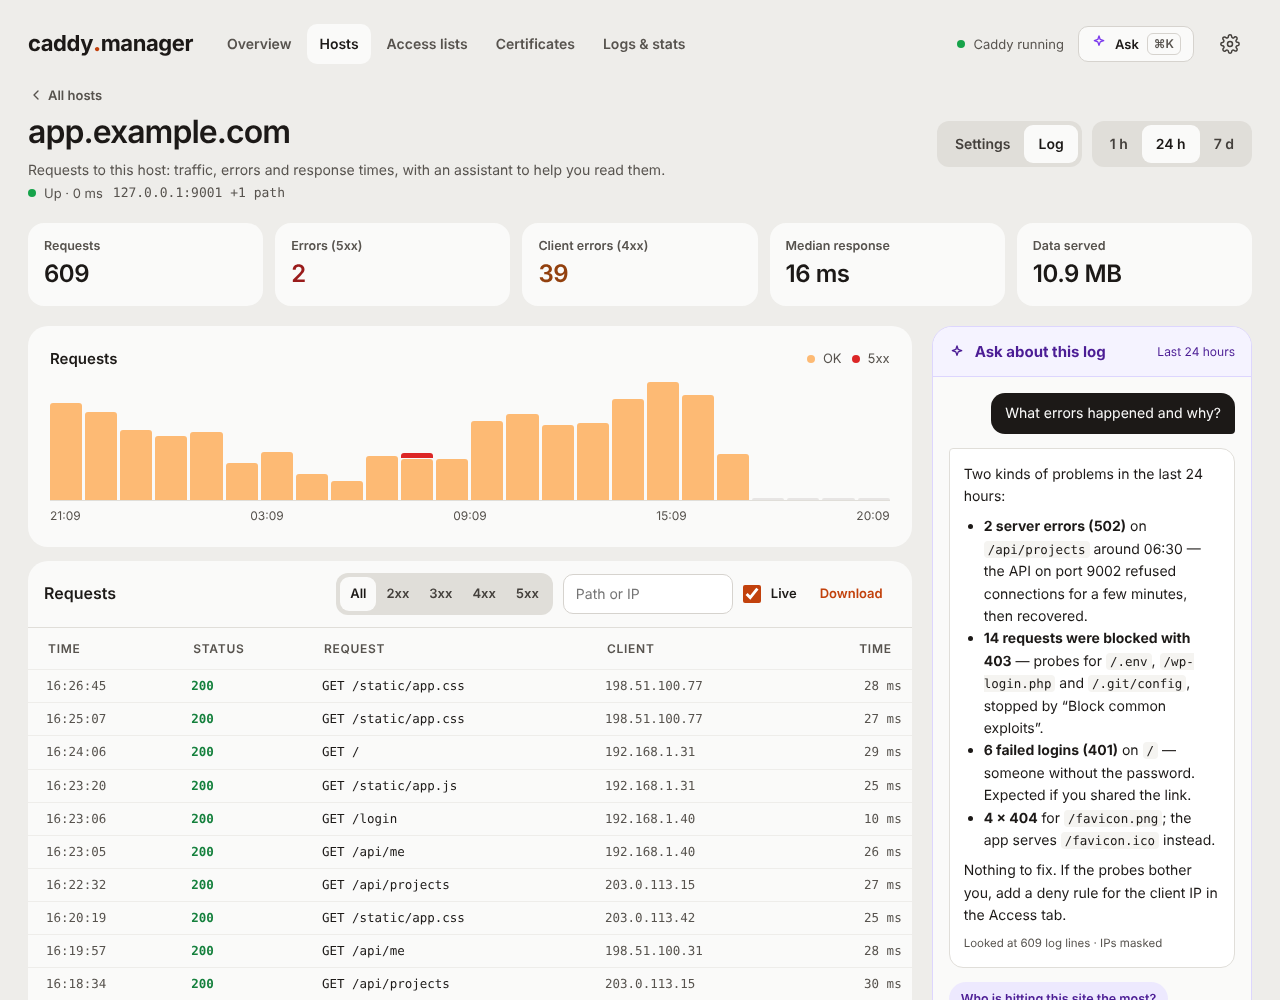 caddy.manager
Overview
Hosts
Access lists
Certificates
Logs & stats
Caddy running
Ask ⌘K
All hosts
app.example.com
Requests to this host: traffic, errors and response times, with an assistant to help you read them.
Up · 0 ms 127.0.0.1:9001 +1 path
Settings
Log
1 h
24 h
7 d
Requests
609
Errors (5xx)
2
Client errors (4xx)
39
Median response
16 ms
Data served
10.9 MB
Requests
OK
5xx
21:09
03:09
09:09
15:09
20:09
Requests
All
2xx
3xx
4xx
5xx
Path or IP
Live
Download
TIME STATUS REQUEST CLIENT TIME
16:26:45 200 GET /static/app.css 198.51.100.77 28 ms
16:25:07 200 GET /static/app.css 198.51.100.77 27 ms
16:24:06 200 GET / 192.168.1.31 29 ms
16:23:20 200 GET /static/app.js 192.168.1.31 25 ms
16:23:06 200 GET /login 192.168.1.40 10 ms
16:23:05 200 GET /api/me 192.168.1.40 26 ms
16:22:32 200 GET /api/projects 203.0.113.15 27 ms
16:20:19 200 GET /static/app.css 203.0.113.42 25 ms
16:19:57 200 GET /api/me 198.51.100.31 28 ms
16:18:34 200 GET /api/projects 203.0.113.15 30 ms
Ask about this log
Last 24 hours
What errors happened and why?
Two kinds of problems in the last 24
hours:
• 2 server errors (502) on
/api/projects around 06:30 —
the API on port 9002 refused
connections for a few minutes,
then recovered.
• 14 requests were blocked with
403 — probes for /.env, /wp-
login.php and /.git/config,
stopped by “Block common
exploits”.
• 6 failed logins (401) on / —
someone without the password.
Expected if you shared the link.
• 4 × 404 for /favicon.png; the
app serves /favicon.ico instead.
Nothing to fix. If the probes bother
you, add a deny rule for the client IP in
the Access tab.
Looked at 609 log lines · IPs masked
Who is hitting this site the most?